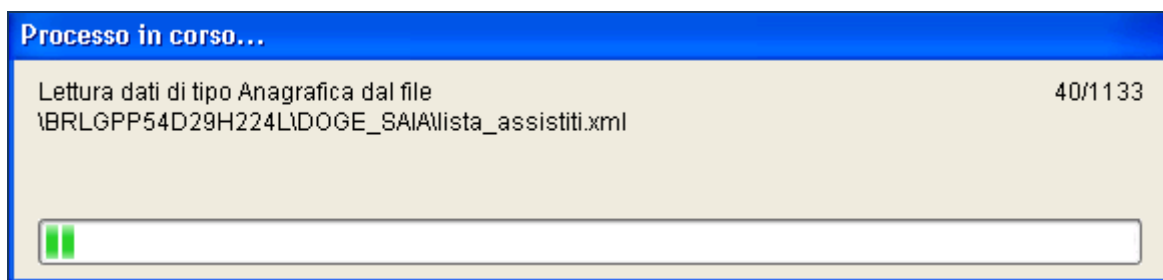 Processo in corso...
Lettura dati di tipo Anagrafica dal file 40/1133
\BRLGPP54D29H224L\DOGE_SAIA\lista_assistiti.xml